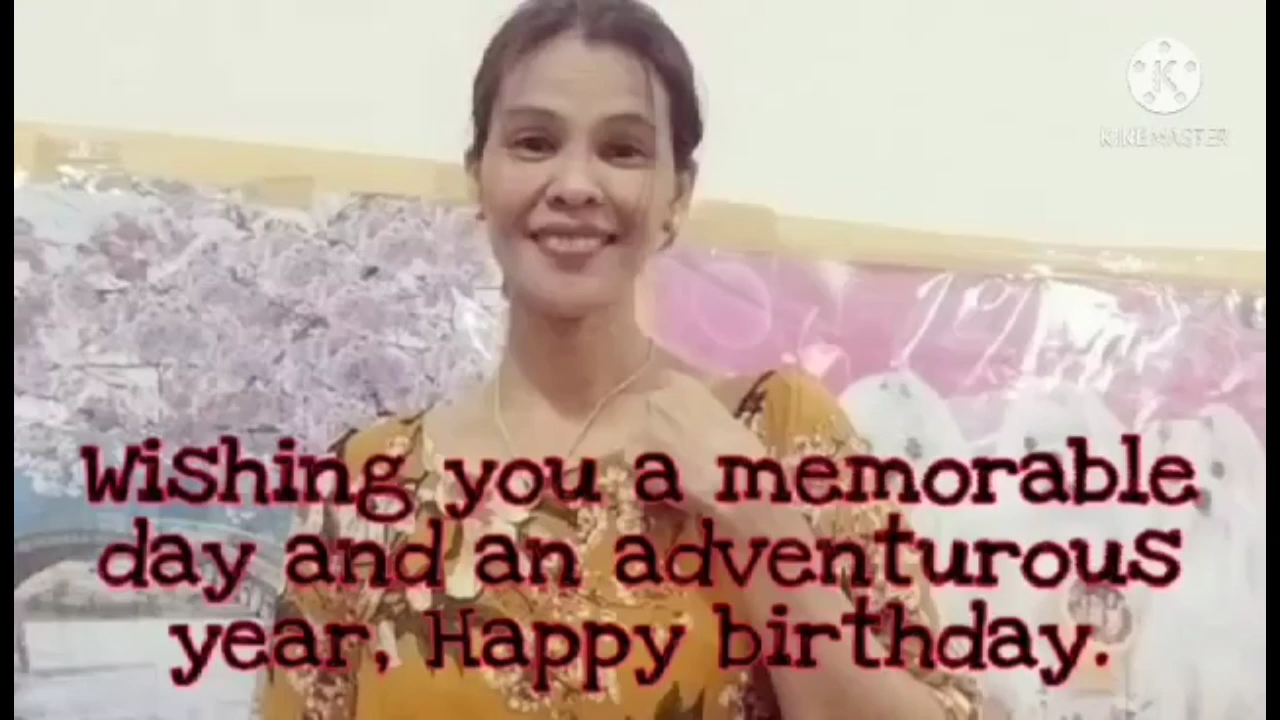 K
KINEMASTER
Wishing you a memorable
day and an adventurous
year, Happy birthday.